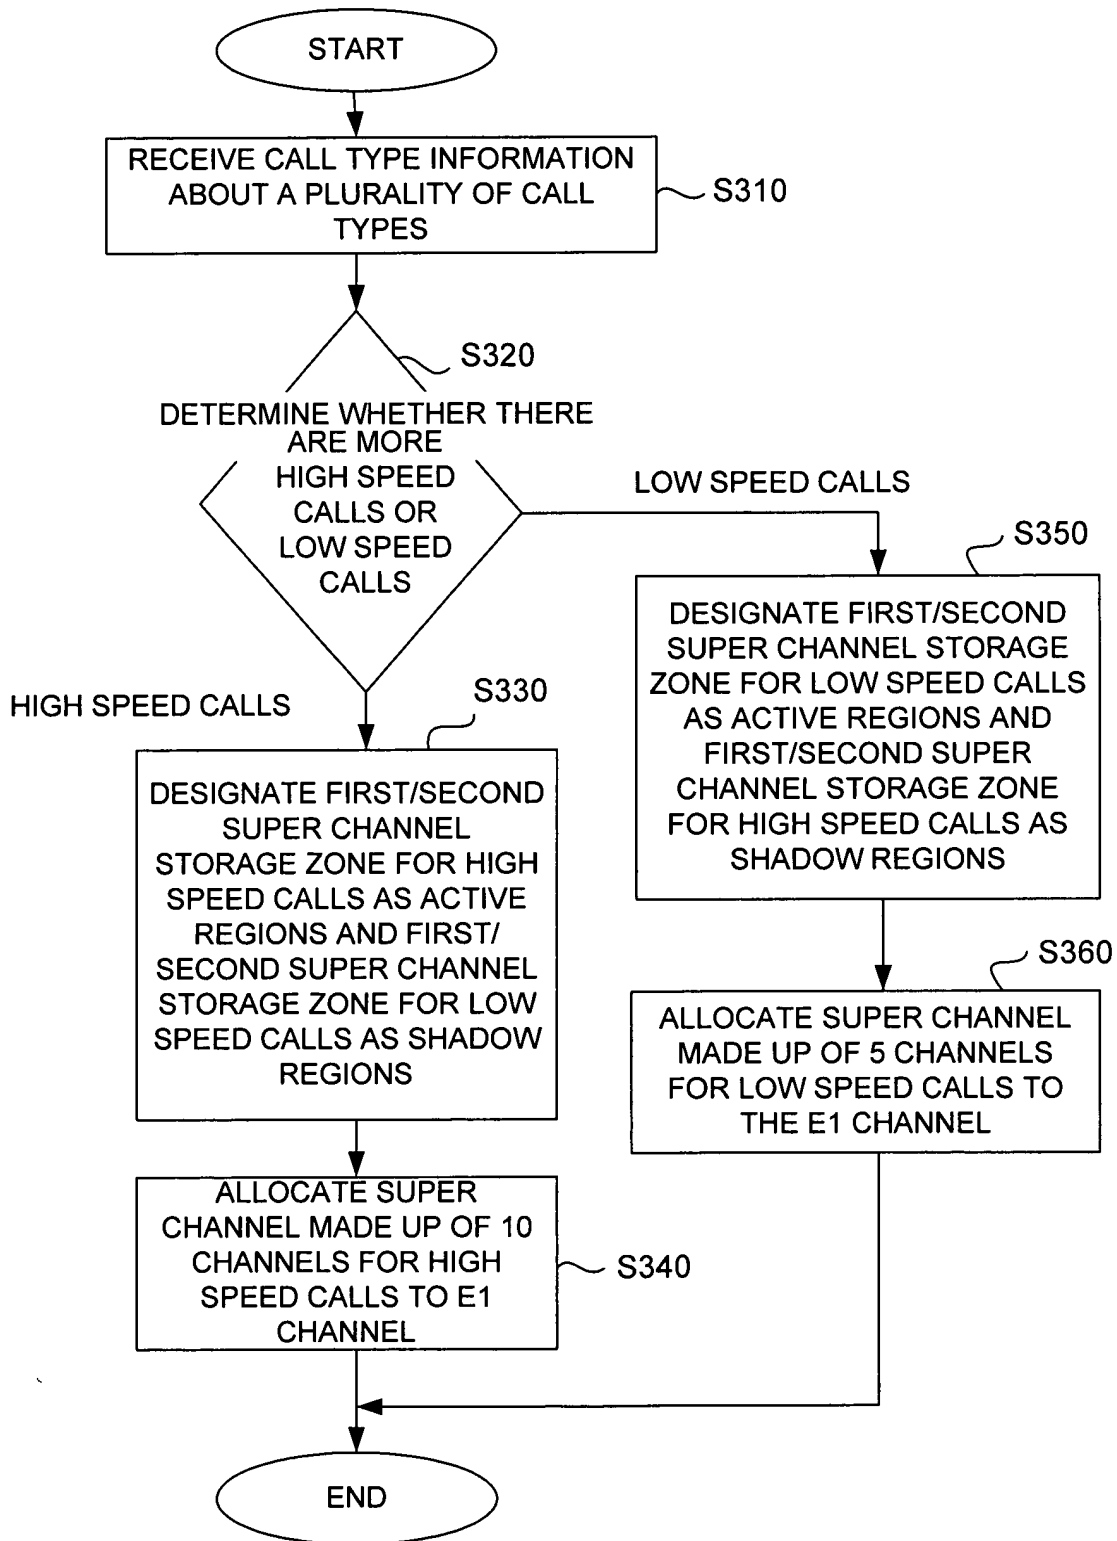 START
RECEIVE CALL TYPE INFORMATION
ABOUT A PLURALITY OF CALL
TYPES
S310
S320
DETERMINE WHETHER THERE
ARE MORE
HIGH SPEED
CALLS OR
LOW SPEED
CALLS
LOW SPEED CALLS
HIGH SPEED CALLS
S330
DESIGNATE FIRST/SECOND
SUPER CHANNEL
STORAGE ZONE FOR HIGH
SPEED CALLS AS ACTIVE
REGIONS AND FIRST/
SECOND SUPER CHANNEL
STORAGE ZONE FOR LOW
SPEED CALLS AS SHADOW
REGIONS
ALLOCATE SUPER
CHANNEL MADE UP OF 10
CHANNELS FOR HIGH
SPEED CALLS TO E1
CHANNEL
S340
S350
DESIGNATE FIRST/SECOND
SUPER CHANNEL STORAGE
ZONE FOR LOW SPEED CALLS
AS ACTIVE REGIONS AND
FIRST/SECOND SUPER
CHANNEL STORAGE ZONE
FOR HIGH SPEED CALLS AS
SHADOW REGIONS
S360
ALLOCATE SUPER CHANNEL
MADE UP OF 5 CHANNELS
FOR LOW SPEED CALLS TO
THE E1 CHANNEL
END